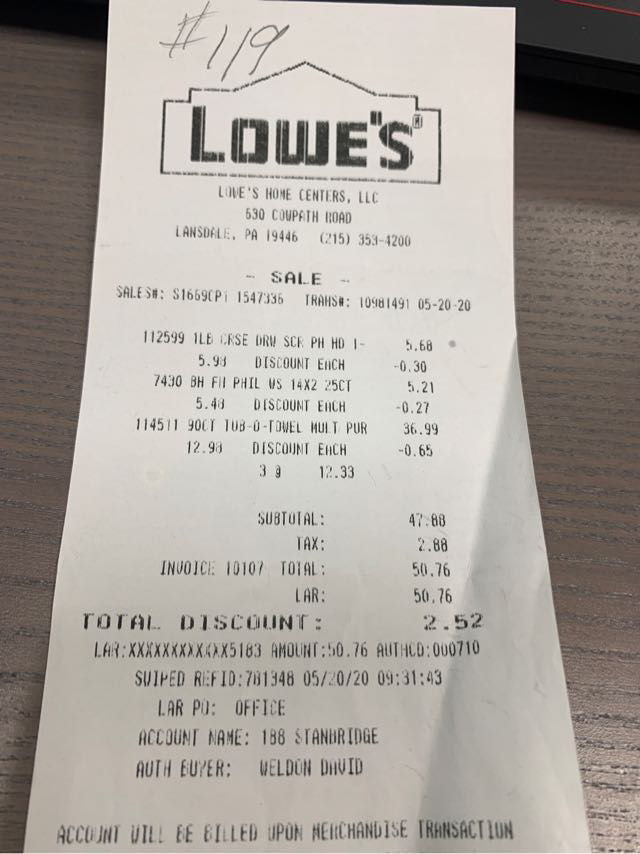 #119
LOWE'S
LOWE'S HOME CENTERS, LLC
530 COWPATH ROAD
LANSDALE, PA 19446 (215) 353-4200
- SALE -
SALES#: S1669CP1 1547336 TRANS#: 10981491 05-20-20
112599 1LB CRSE DRW SCR PH HD 1- 5.68
5.98 DISCOUNT EACH -0.30
7430 BH FH PHIL WS 14X2 25CT 5.21
5.48 DISCOUNT EACH -0.27
114511 90CT TUB-O-TOWEL MULT PUR 36.99
12.98 DISCOUNT EACH -0.65
3 @ 12.33
SUBTOTAL: 47.88
TAX: 2.88
INVOICE 10107 TOTAL: 50.76
LAR: 50.76
TOTAL DISCOUNT: 2.52
LAR:XXXXXXXXXXXX5183 AMOUNT:50.76 AUTHCD:000710
SWIPED REFID:781348 05/20/20 09:31:43
LAR PO: OFFICE
ACCOUNT NAME: 188 STANBRIDGE
AUTH BUYER: WELDON DAVID
ACCOUNT WILL BE BILLED UPON MERCHANDISE TRANSACTION